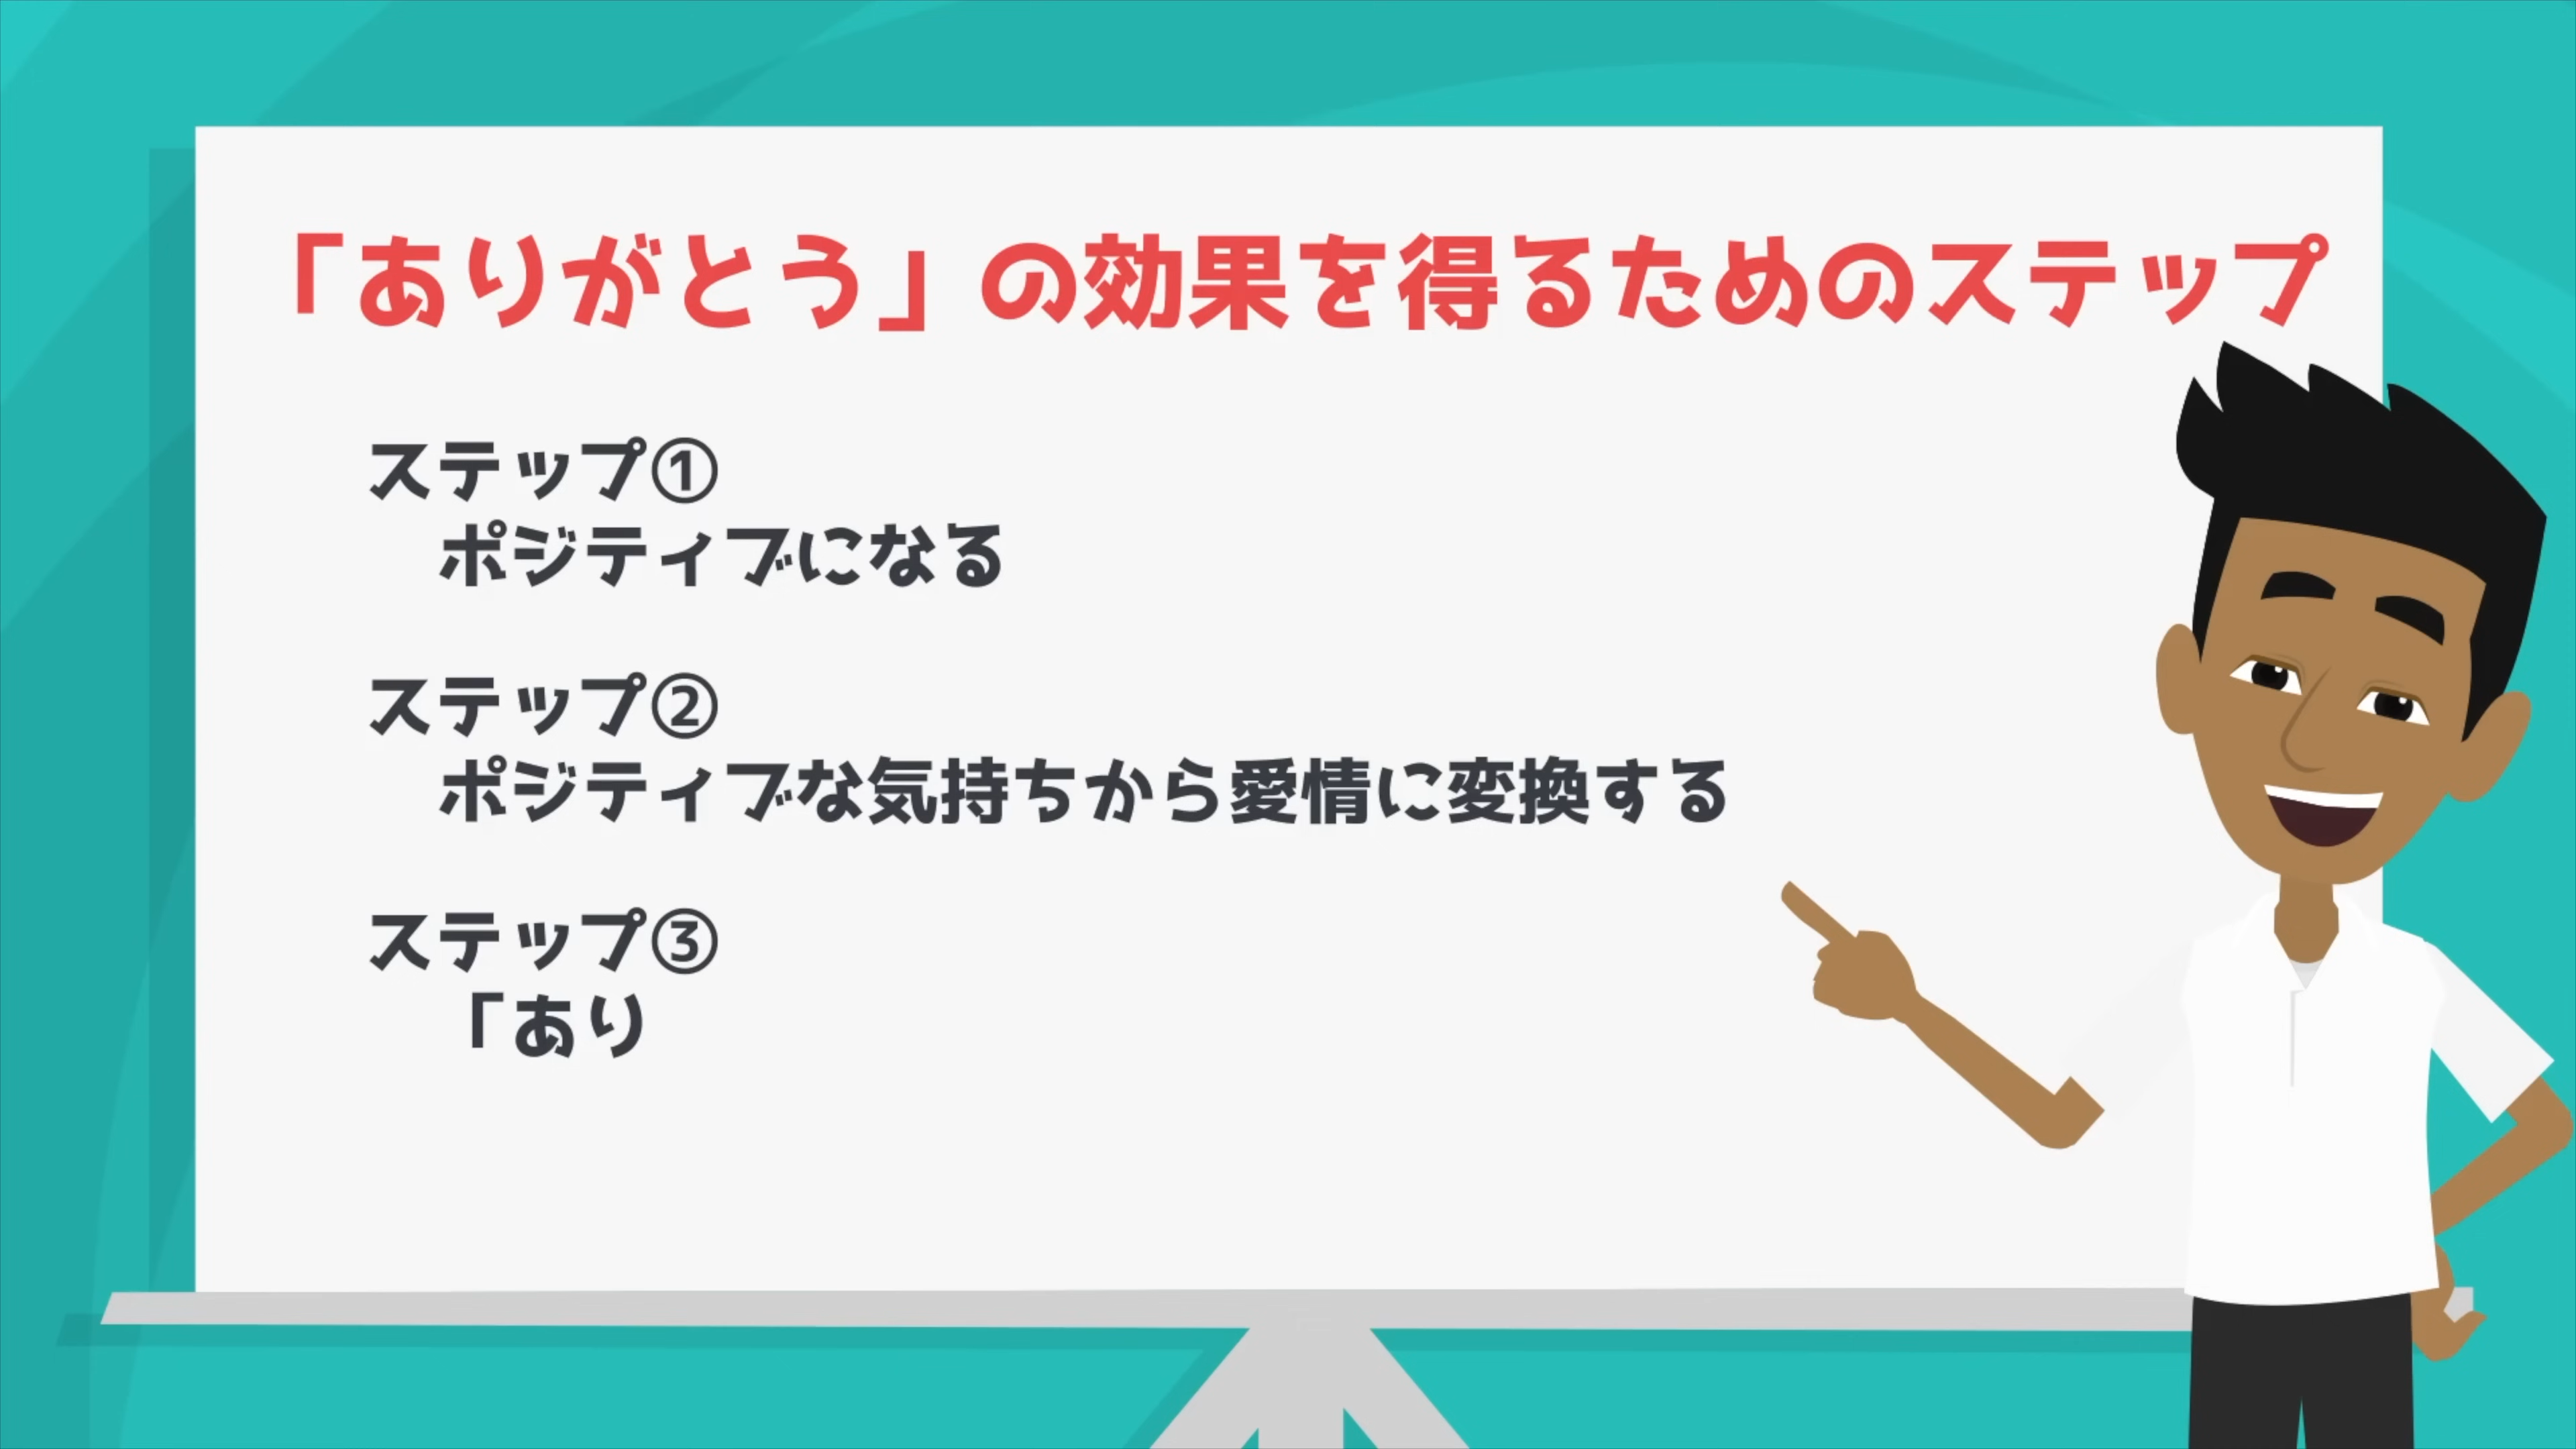 「ありがとう」の効果を得るためのステップ
ステップ①
ポジティブになる
ステップ②
ポジティブな気持ちから愛情に変換する
ステップ③
「あり